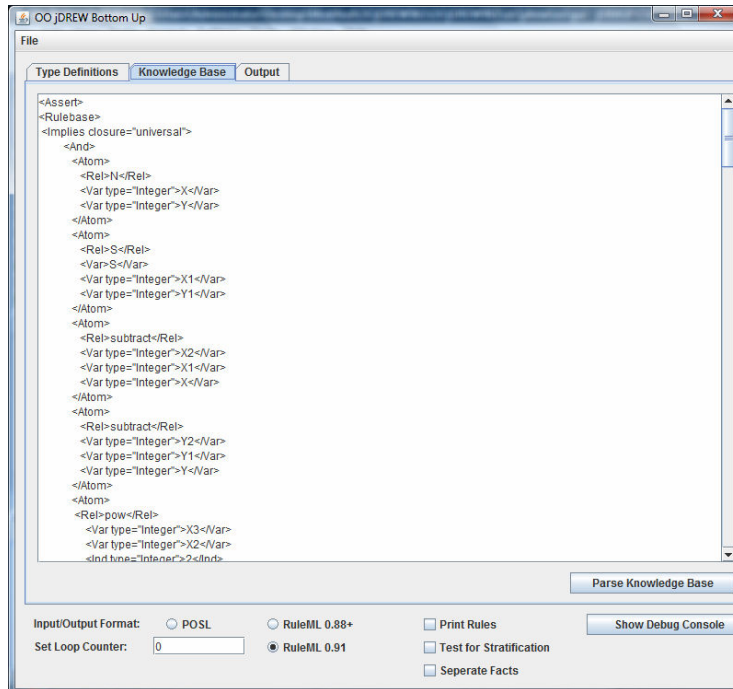 OO jDREW Bottom Up
File
Type Definitions Knowledge Base Output
<Assert>
<Rulebase>
<Implies closure="universal">
<And>
<Atom>
<Rel>N</Rel>
<Var type="Integer">X</Var>
<Var type="Integer">Y</Var>
</Atom>
<Atom>
<Rel>S</Rel>
<Var>S</Var>
<Var type="Integer">X1</Var>
<Var type="Integer">Y1</Var>
</Atom>
<Atom>
<Rel>subtract</Rel>
<Var type="Integer">X2</Var>
<Var type="Integer">X1</Var>
<Var type="Integer">X</Var>
</Atom>
<Atom>
<Rel>subtract</Rel>
<Var type="Integer">Y2</Var>
<Var type="Integer">Y1</Var>
<Var type="Integer">Y</Var>
</Atom>
<Atom>
<Rel>pow</Rel>
<Var type="Integer">X3</Var>
<Var type="Integer">X2</Var>
<Ind type="Integer">2</Ind>
Parse Knowledge Base
Input/Output Format: POSL RuleML 0.88+ Print Rules Show Debug Console
Set Loop Counter: 0 RuleML 0.91 Test for Stratification
Seperate Facts